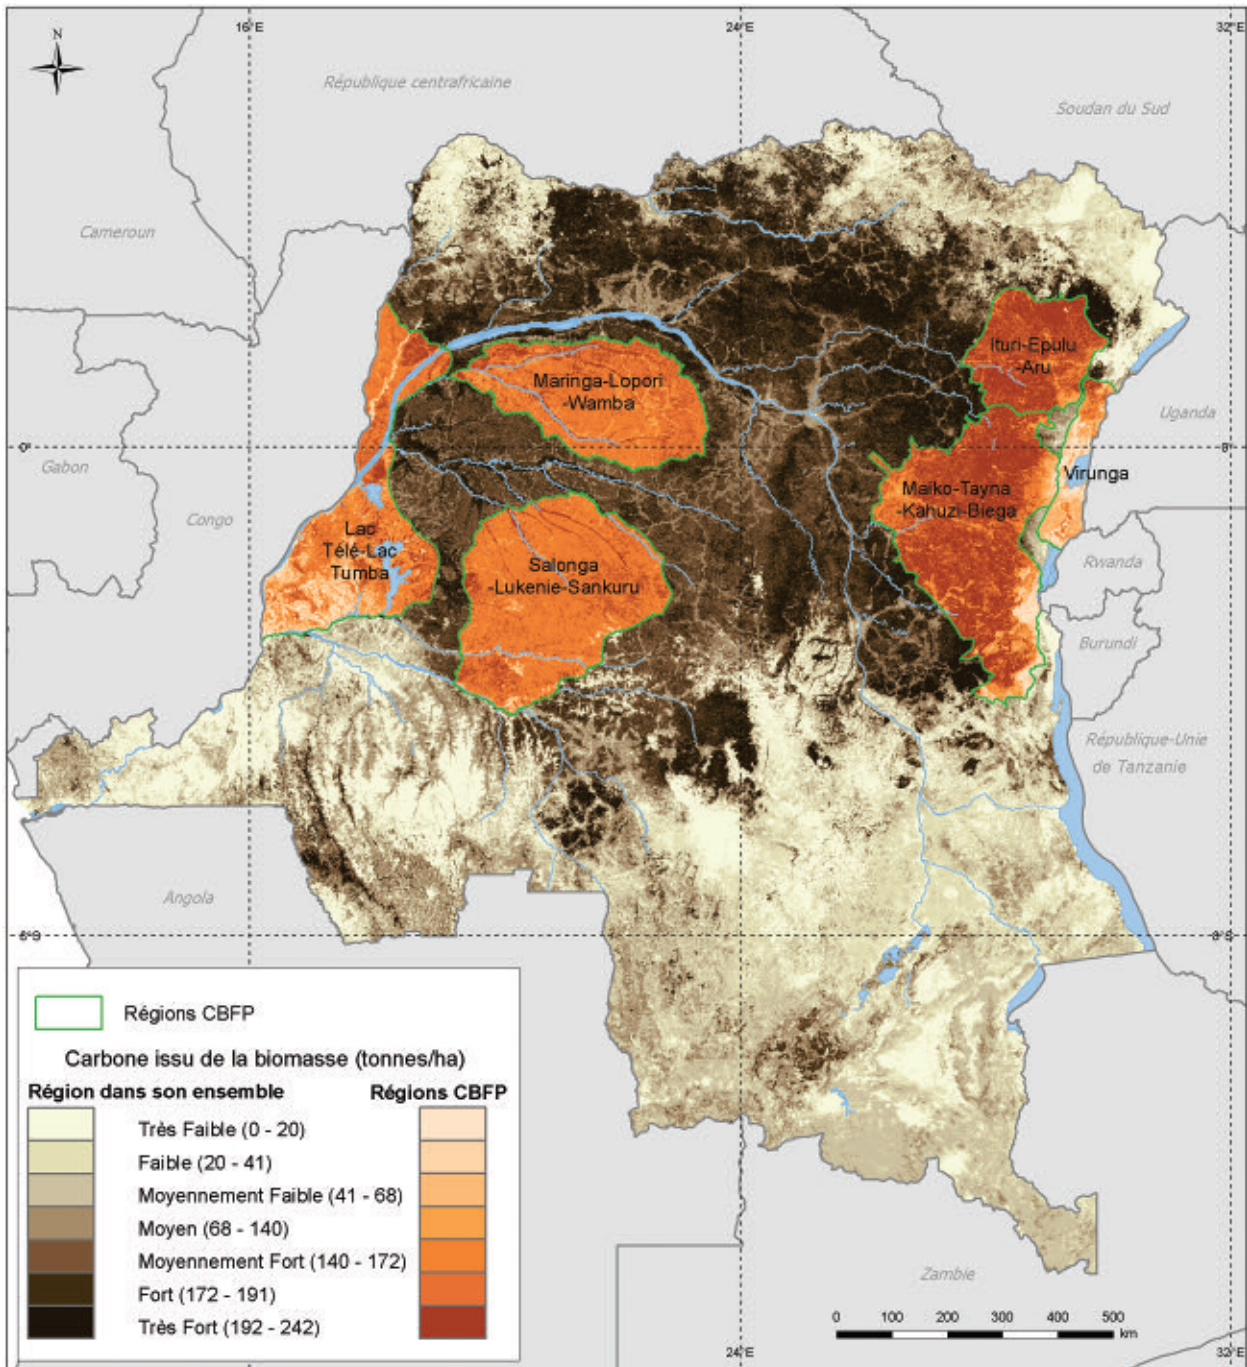 16°E
24°E
32°E
N
République centrafricaine
Soudan du Sud
Cameroun
Ituri-Epulu
-Aru
Maringa-Lopori
-Wamba
Uganda
0°
0°
Gabon
Virunga
Congo
Maiko-Tayna
-Kahuzi-Biega
Lac
Télé-Lac
Tumba
Salonga
-Lukenie-Sankuru
Rwanda
Burundi
République-Unie
de Tanzanie
Angola
8°S
8°S
Régions CBFP
Carbone issu de la biomasse (tonnes/ha)
Région dans son ensemble
Régions CBFP
Très Faible (0 - 20)
Faible (20 - 41)
Moyennement Faible (41 - 68)
Moyen (68 - 140)
Moyennement Fort (140 - 172)
Fort (172 - 191)
Très Fort (192 - 242)
Zambie
0 100 200 300 400 500
km
24°E
32°E